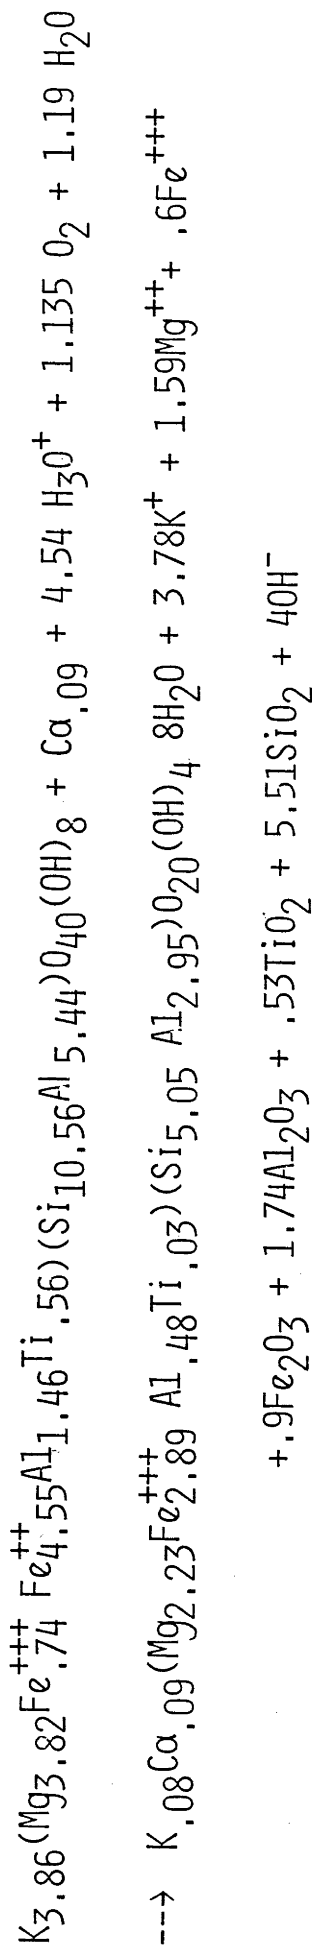 K3.86(Mg3.82Fe+++.74 Fe++4.55Al1.46Ti.56)(Si10.56Al5.44)O40(OH)8 + Ca.09 + 4.54 H3O+ + 1.135 O2 + 1.19 H2O
---> K.08Ca.09(Mg2.23Fe+++2.89 Al.48Ti.03)(Si5.05 Al2.95)O20(OH)4 8H2O + 3.78K+ + 1.59Mg++ + .6Fe+++
+.9Fe2O3 + 1.74Al2O3 + .53TiO2 + 5.51SiO2 + 4OH-